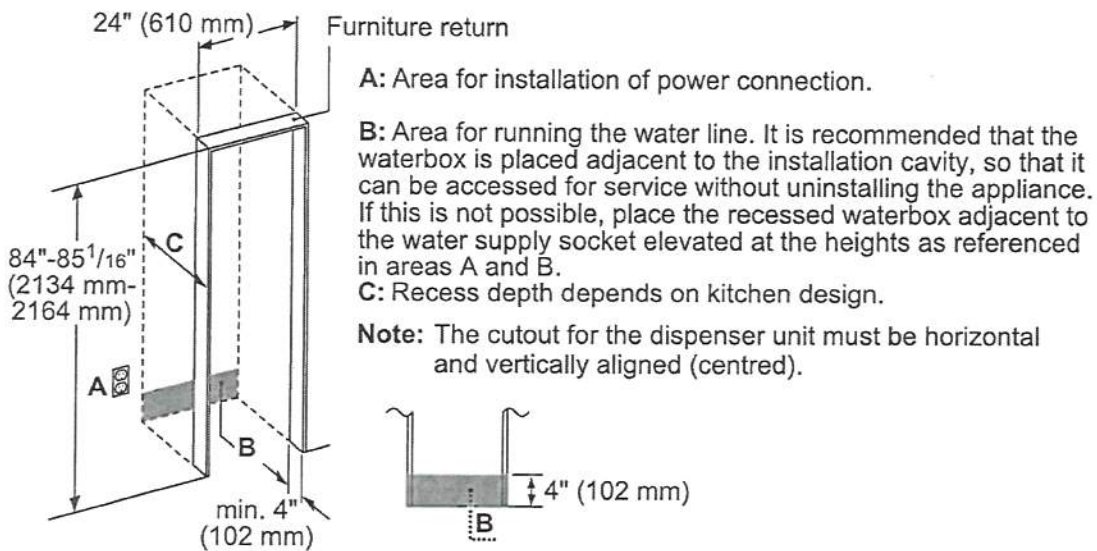 24" (610 mm)
Furniture return
A: Area for installation of power connection.
B: Area for running the water line. It is recommended that the
waterbox is placed adjacent to the installation cavity, so that it
can be accessed for service without uninstalling the appliance.
If this is not possible, place the recessed waterbox adjacent to
the water supply socket elevated at the heights as referenced
in areas A and B.
C: Recess depth depends on kitchen design.
Note: The cutout for the dispenser unit must be horizontal
and vertically aligned (centred).
C
84"-85 1/16"
(2134 mm-
2164 mm)
A
B
min. 4"
(102 mm)
4" (102 mm)
B